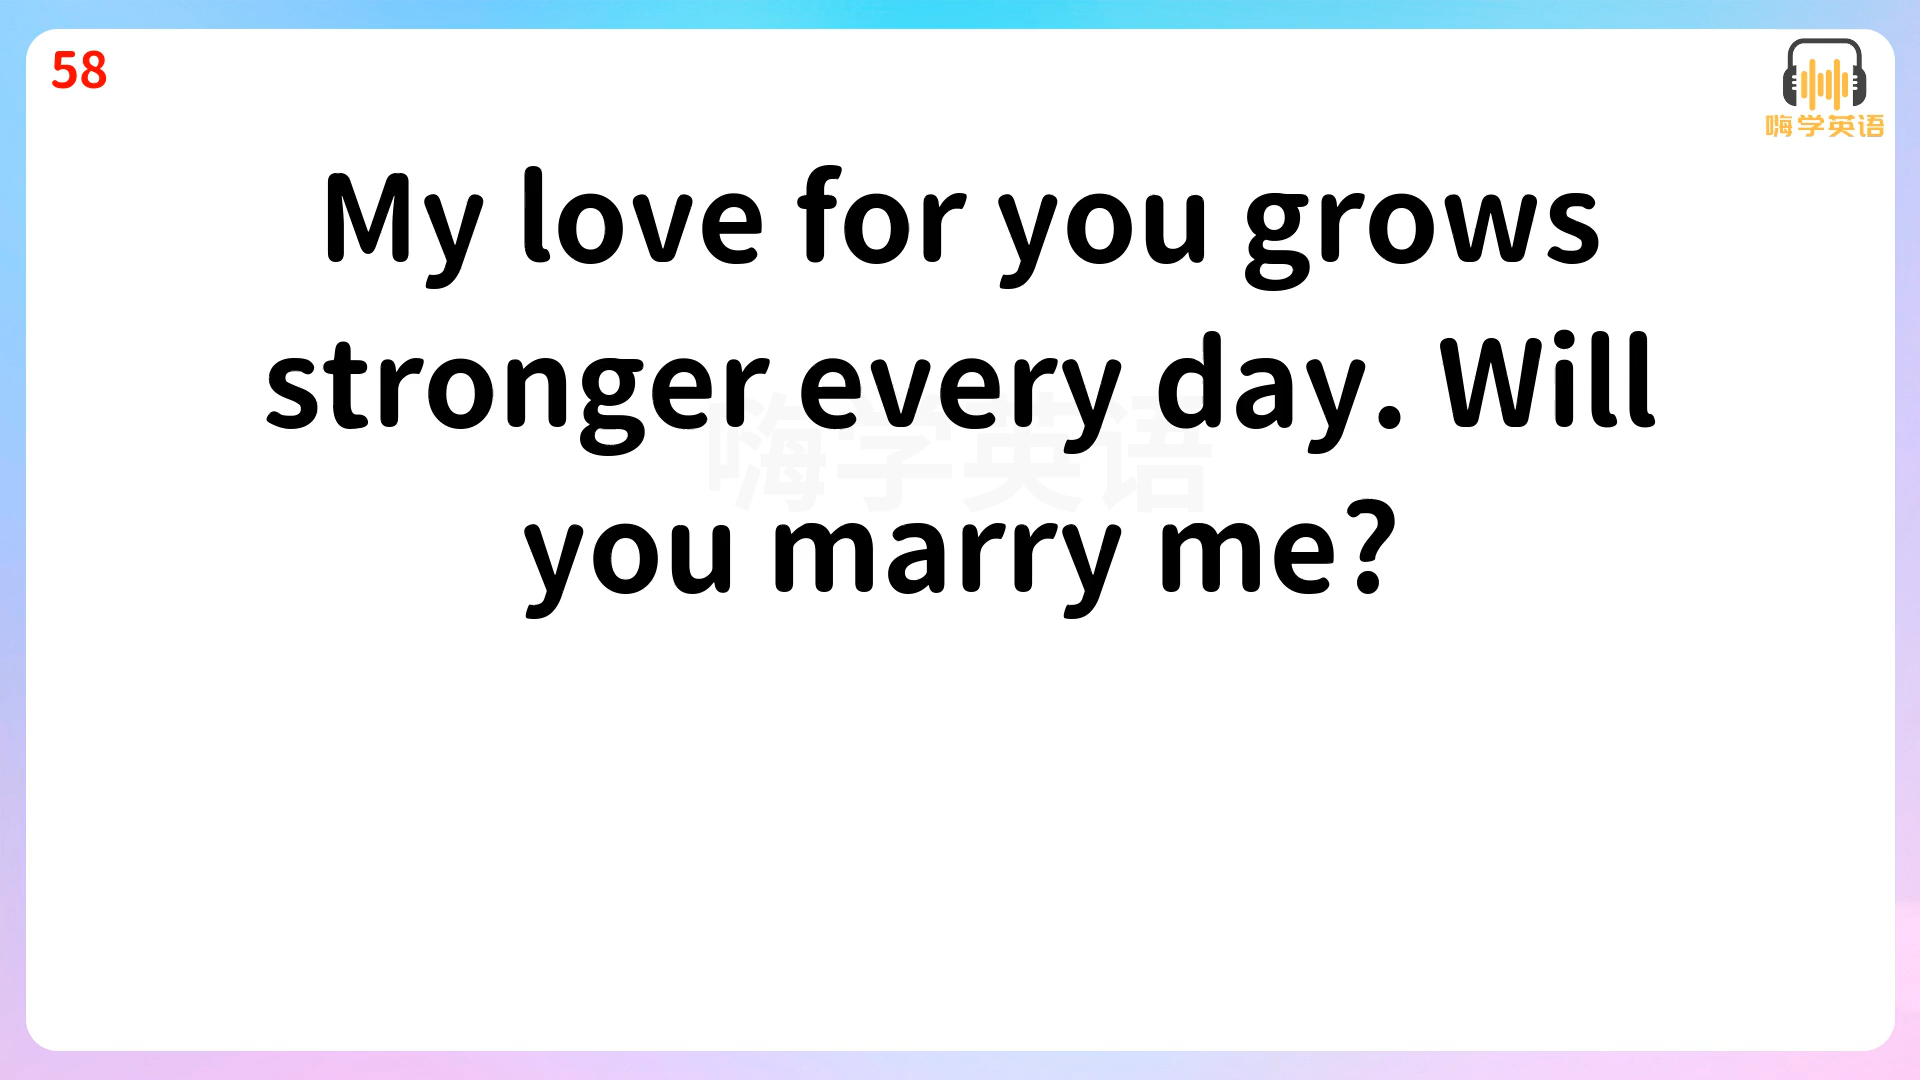 58
嗨学英语
My love for you grows
stronger every day. Will
嗨学英语
you marry me?